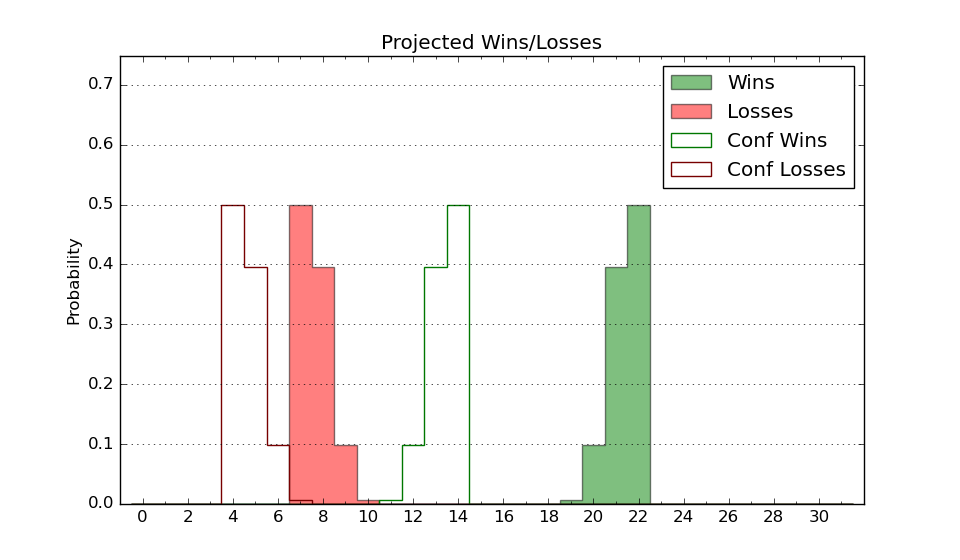 Projected Wins/Losses
Wins
Losses
Conf Wins
Conf Losses
Probability
0.7
0.6
0.5
0.4
0.3
0.2
0.1
0.0
0 2 4 6 8 10 12 14 16 18 20 22 24 26 28 30